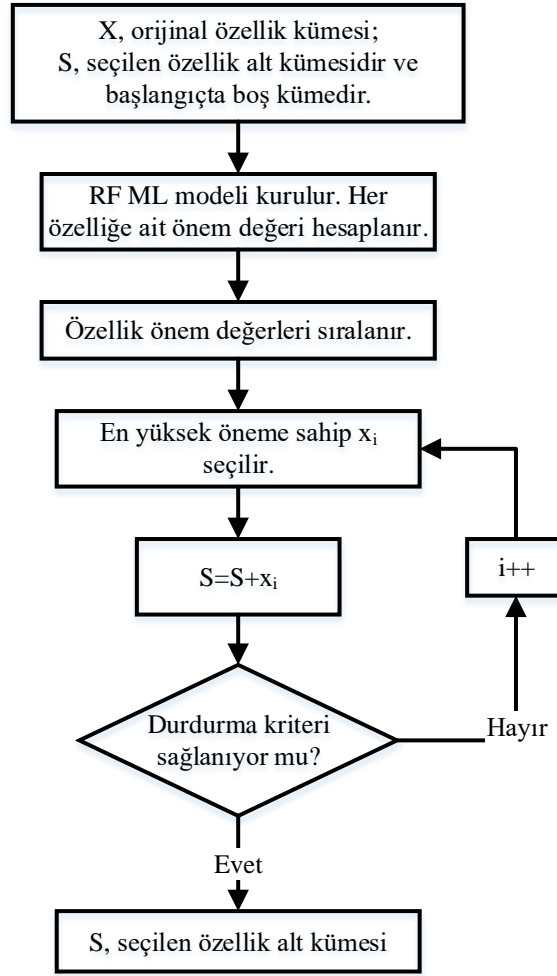 X, orijinal özellik kümesi;
S, seçilen özellik alt kümesidir ve
başlangıçta boş kümedir.
RF ML modeli kurulur. Her
özelliğe ait önem değeri hesaplanır.
Özellik önem değerleri sıralanır.
En yüksek öneme sahip xᵢ
seçilir.
S=S+xᵢ
i++
Durdurma kriteri
sağlanıyor mu?
Hayır
Evet
S, seçilen özellik alt kümesi